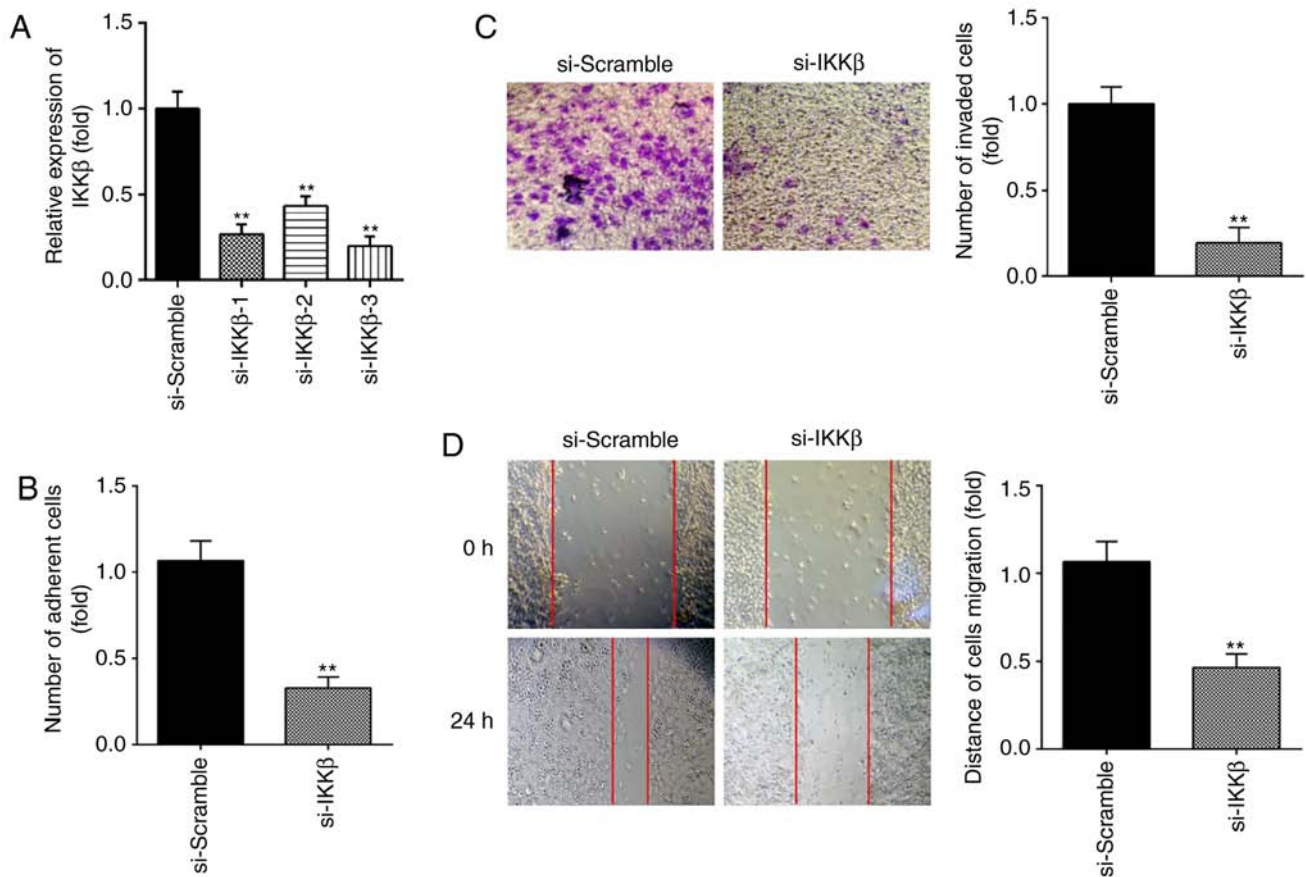 A
Relative expression of
IKKβ (fold)
1.5
1.0
0.5
0.0
**
**
**
si-Scramble
si-IKKβ-1
si-IKKβ-2
si-IKKβ-3
B
Number of adherent cells
(fold)
1.5
1.0
0.5
0.0
**
si-Scramble
si-IKKβ
C
si-Scramble
si-IKKβ
Number of invaded cells
(fold)
1.5
1.0
0.5
0.0
**
si-Scramble
si-IKKβ
D
si-Scramble
si-IKKβ
0 h
24 h
Distance of cells migration (fold)
1.5
1.0
0.5
0.0
**
si-Scramble
si-IKKβ